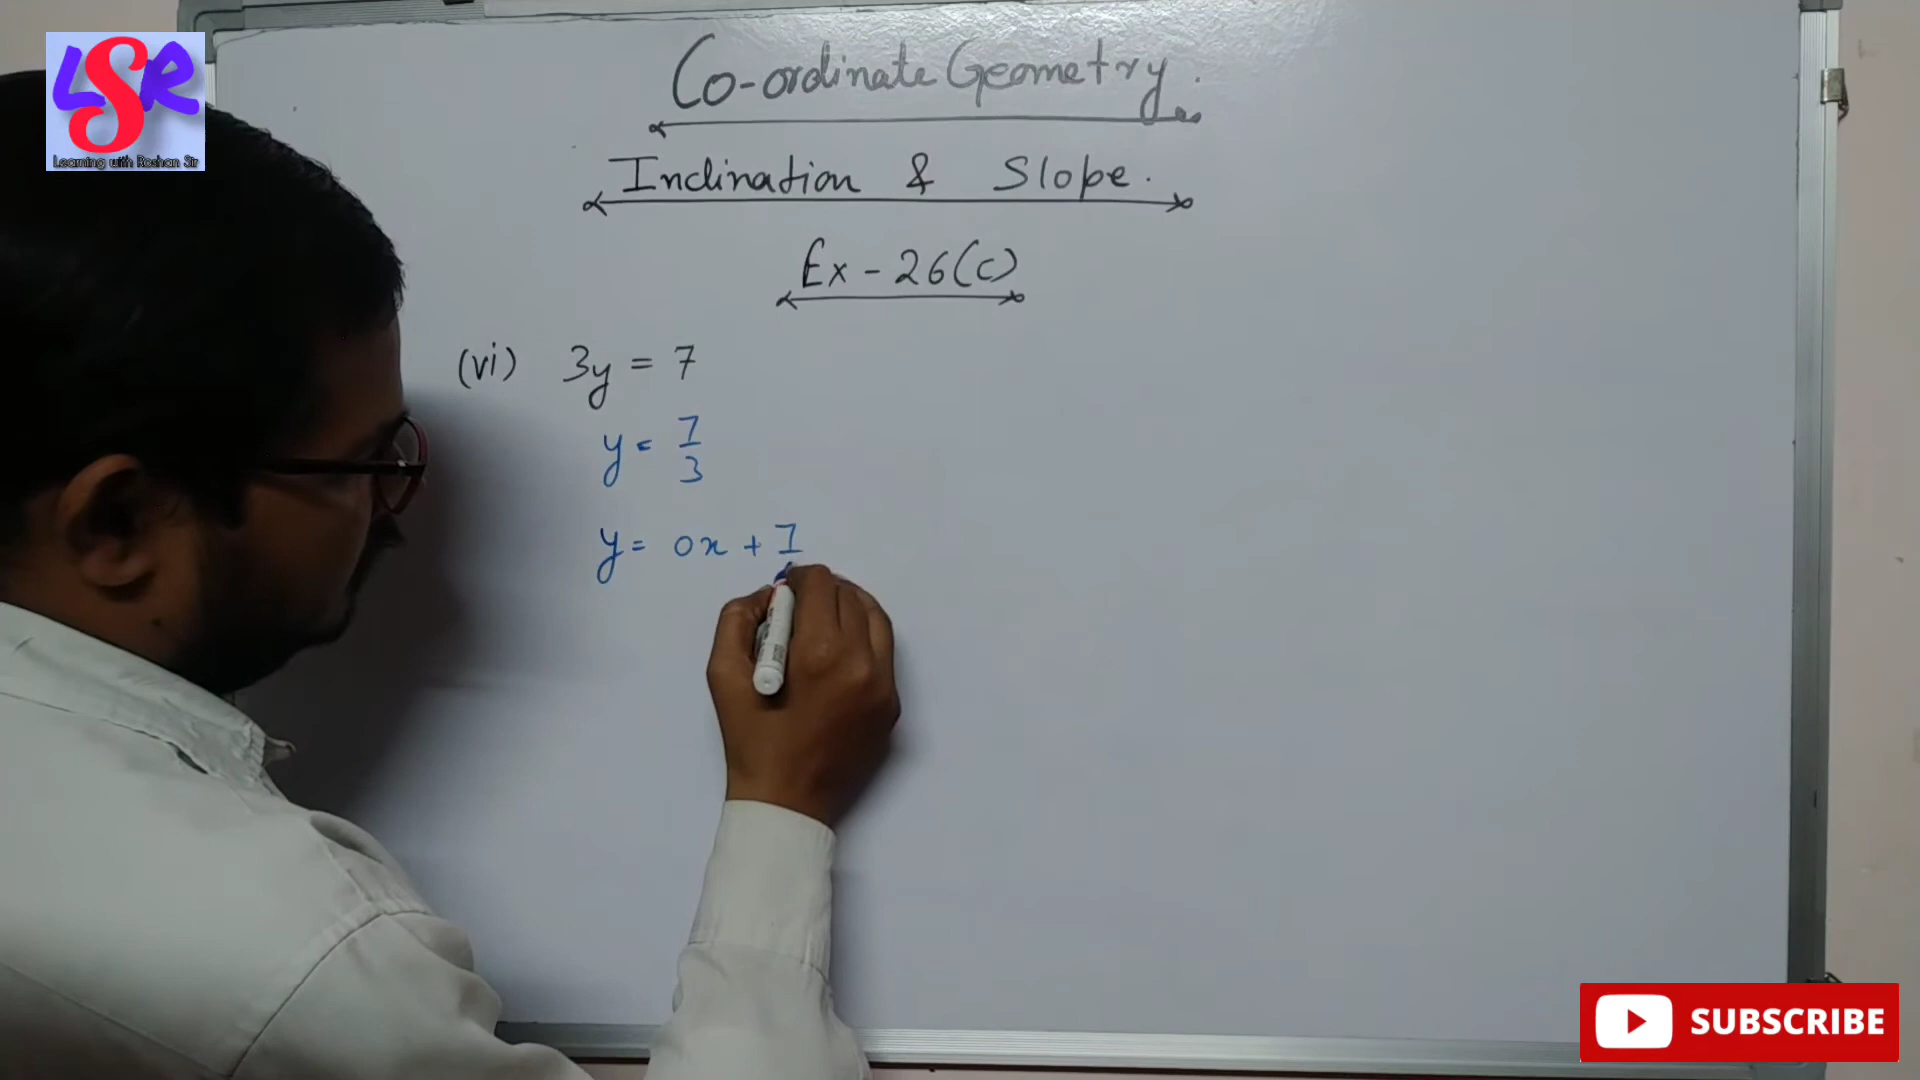 LSR
Learning with Roshan Sir
Co-ordinate Geometry.
Inclination & Slope.
Ex - 26(c)
(vi) 3y = 7
y = 7/3
y = 0x + 7
SUBSCRIBE